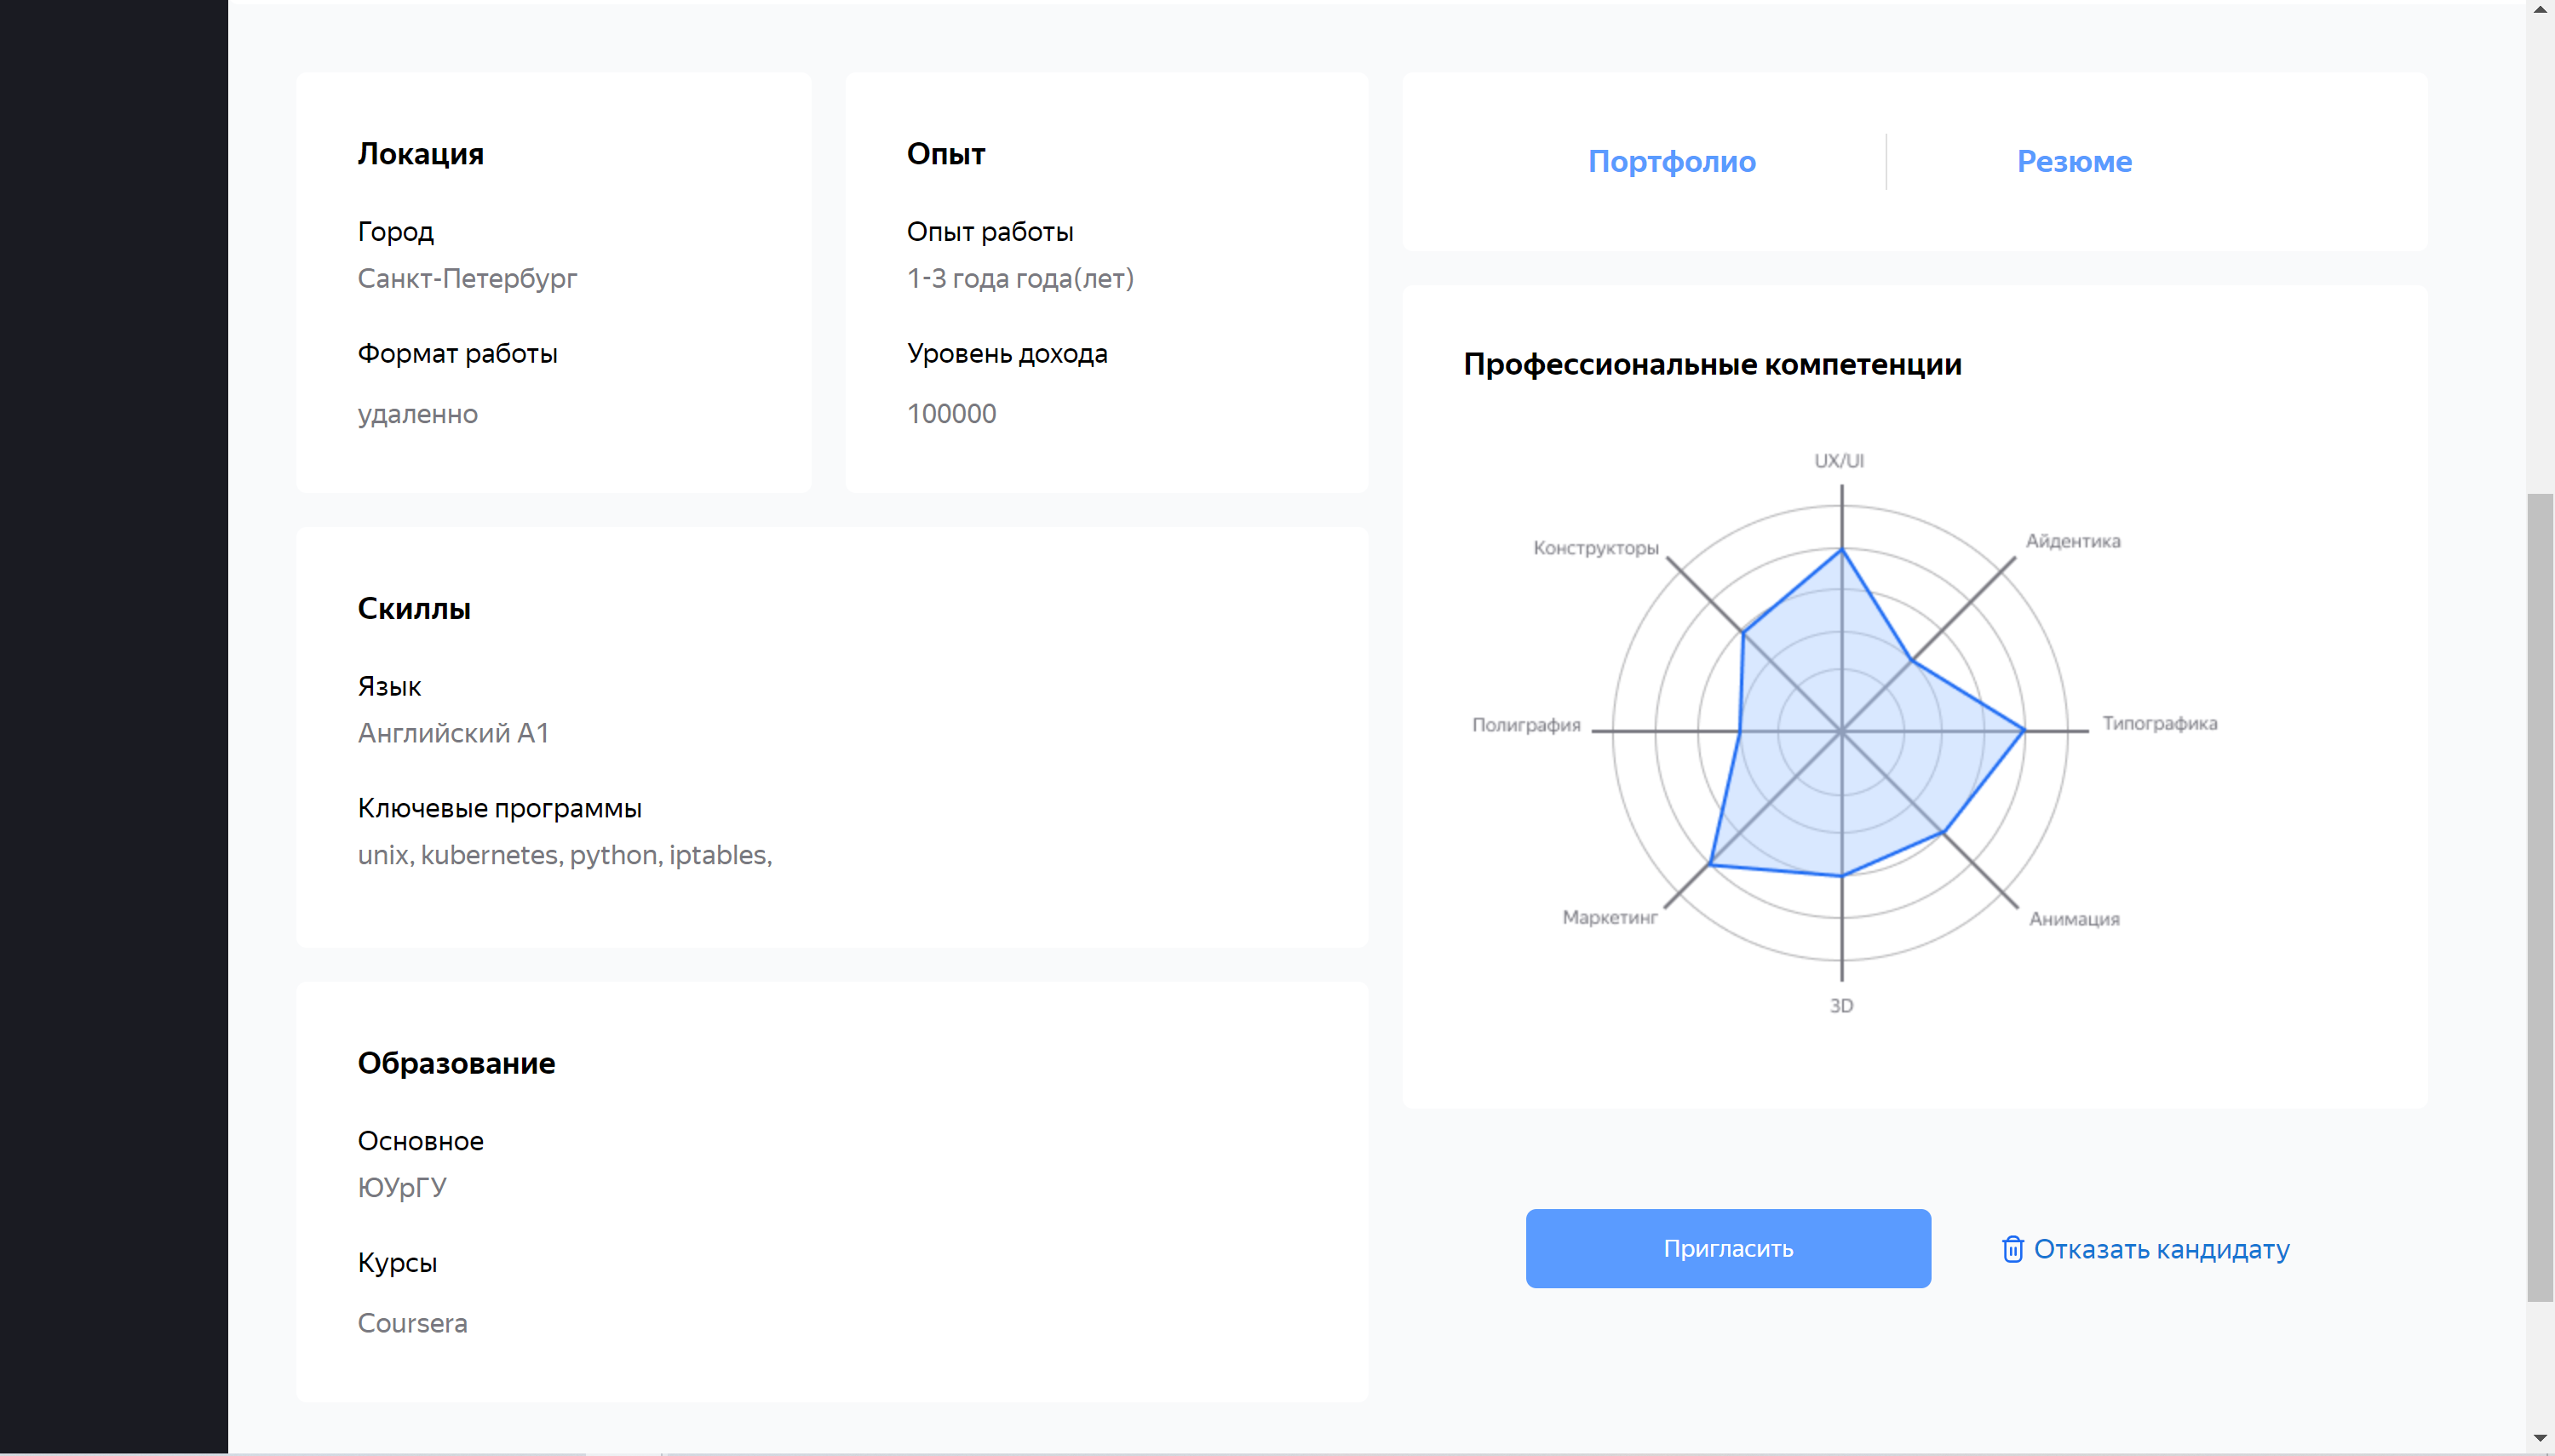 Локация
Город
Санкт-Петербург
Формат работы
удаленно
Опыт
Опыт работы
1-3 года года(лет)
Уровень дохода
100000
Скиллы
Язык
Английский A1
Ключевые программы
unix, kubernetes, python, iptables,
Образование
Основное
ЮУрГУ
Курсы
Coursera
Портфолио
Резюме
Профессиональные компетенции
UX/UI
Айдентика
Конструкторы
Типографика
Полиграфия
Маркетинг
Анимация
3D
Пригласить
Отказать кандидату